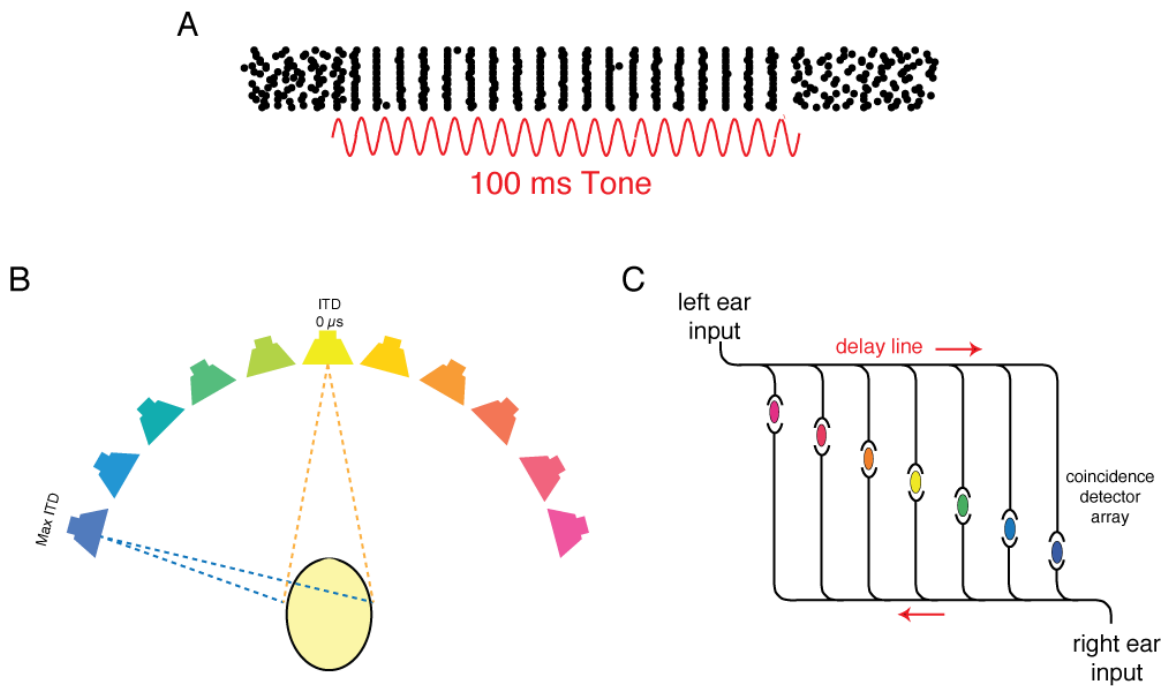 A
100 ms Tone
B
ITD
0 µs
Max ITD
C
left ear
input
delay line
coincidence
detector
array
right ear
input